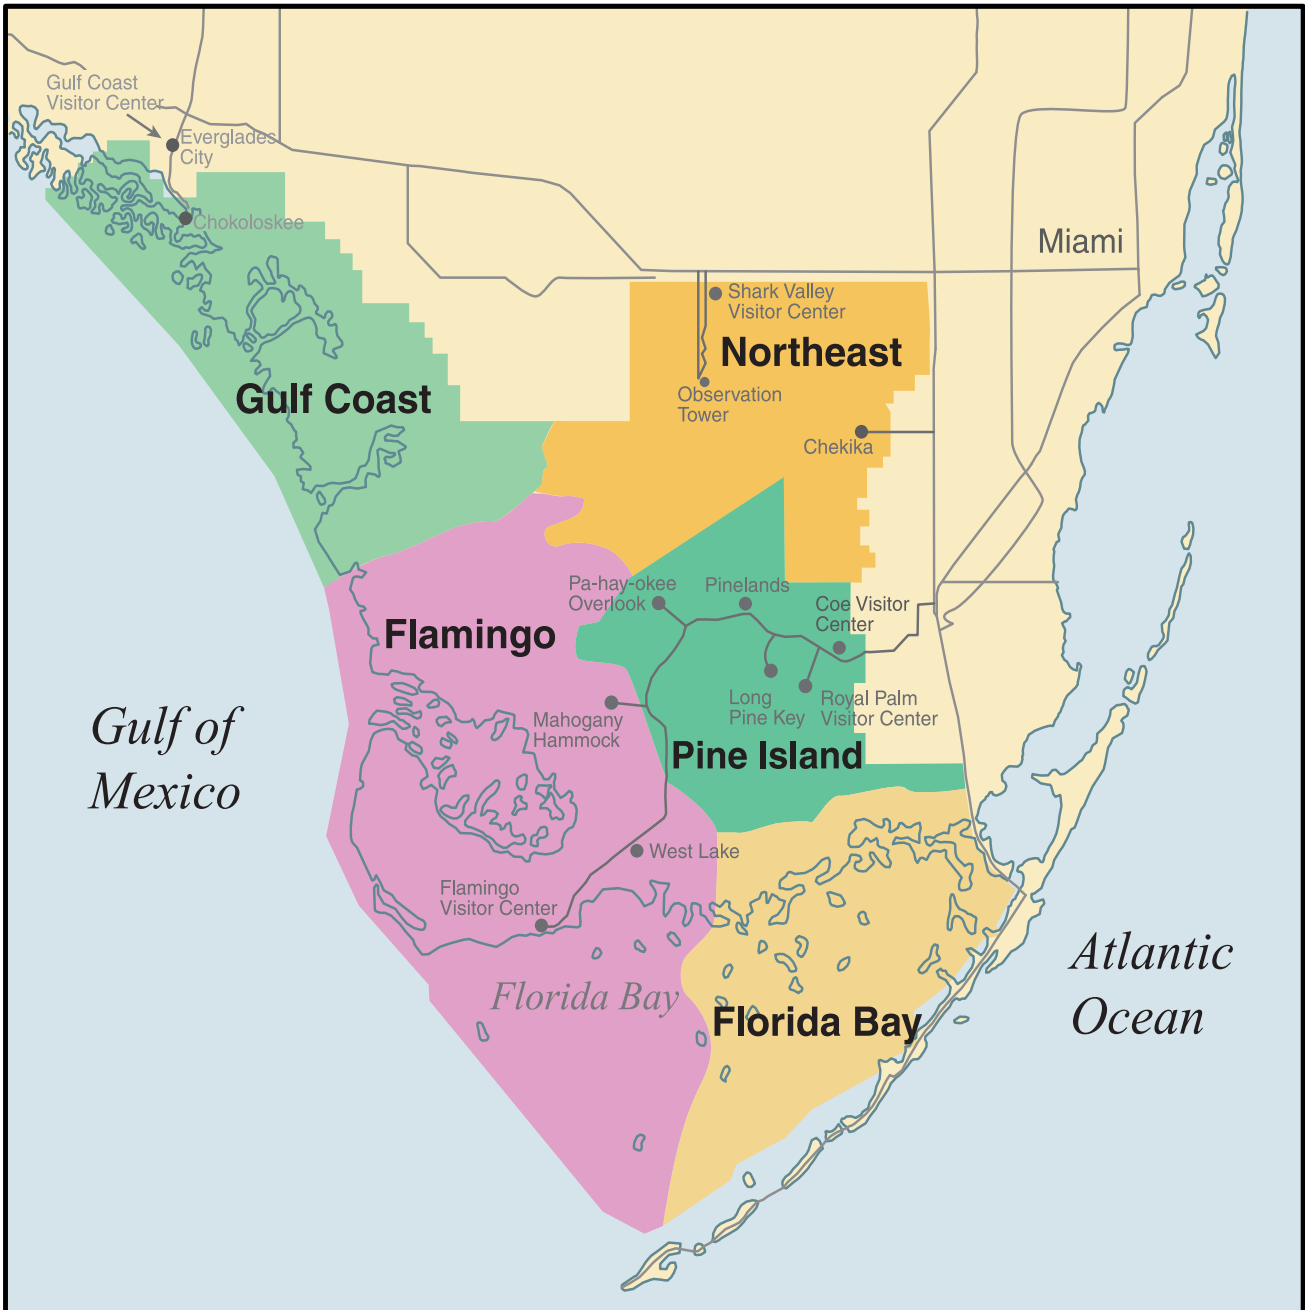 Gulf Coast
Visitor Center
Everglades
City
Chokoloskee
Miami
Shark Valley
Visitor Center
Northeast
Observation
Tower
Gulf Coast
Chekika
Pa-hay-okee
Overlook
Pinelands
Coe Visitor
Center
Flamingo
Long
Pine Key
Royal Palm
Visitor Center
Mahogany
Hammock
Gulf of
Mexico
Pine Island
West Lake
Flamingo
Visitor Center
Florida Bay
Florida Bay
Atlantic
Ocean